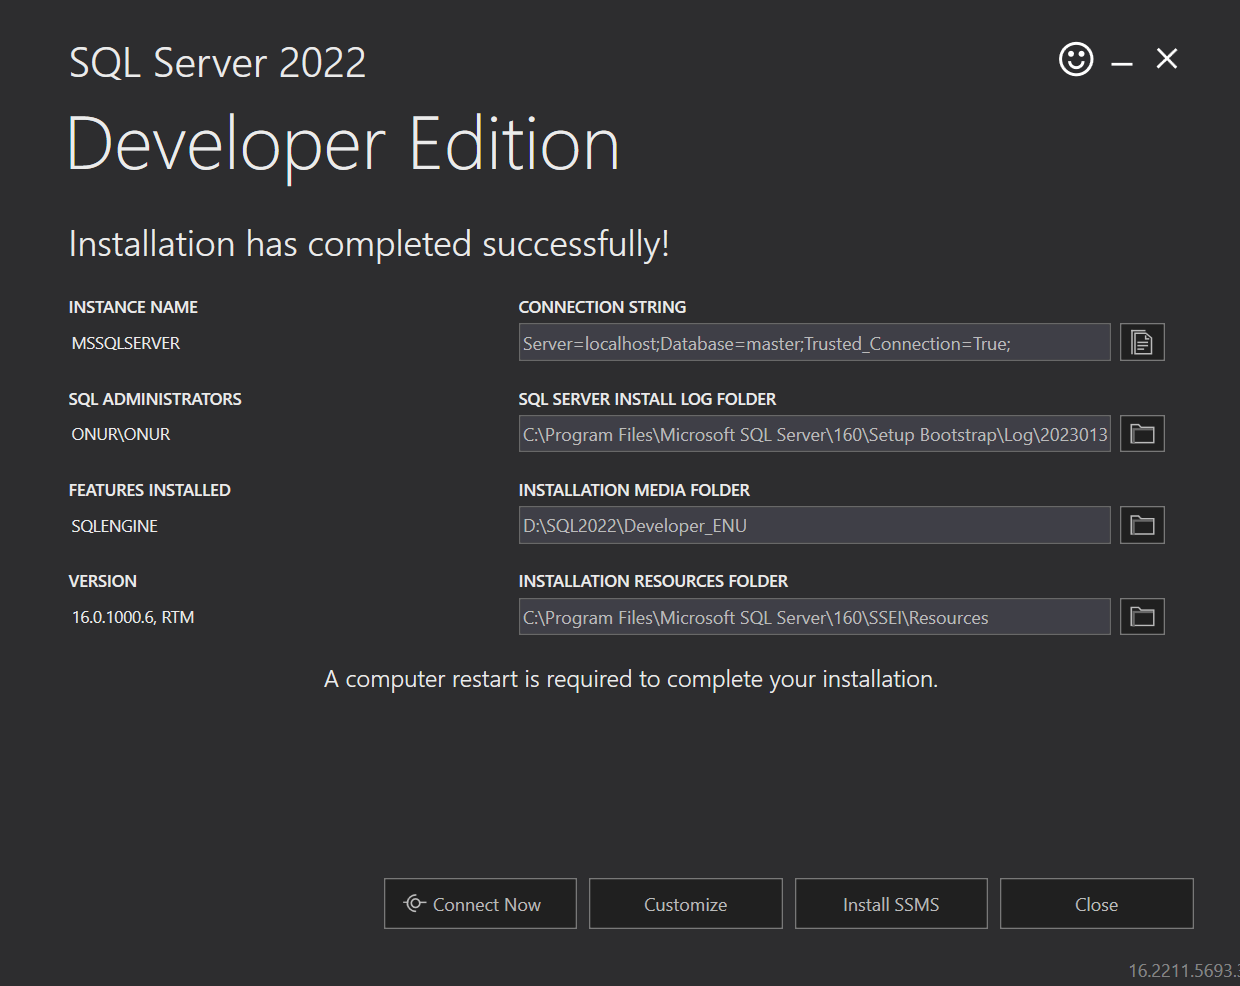 SQL Server 2022
Developer Edition
Installation has completed successfully!
INSTANCE NAME
MSSQLSERVER
CONNECTION STRING
Server=localhost;Database=master;Trusted_Connection=True;
SQL ADMINISTRATORS
ONUR\ONUR
SQL SERVER INSTALL LOG FOLDER
C:\Program Files\Microsoft SQL Server\160\Setup Bootstrap\Log\2023013
FEATURES INSTALLED
SQLENGINE
INSTALLATION MEDIA FOLDER
D:\SQL2022\Developer_ENU
VERSION
16.0.1000.6, RTM
INSTALLATION RESOURCES FOLDER
C:\Program Files\Microsoft SQL Server\160\SSEI\Resources
A computer restart is required to complete your installation.
Connect Now
Customize
Install SSMS
Close
16.2211.5693.3